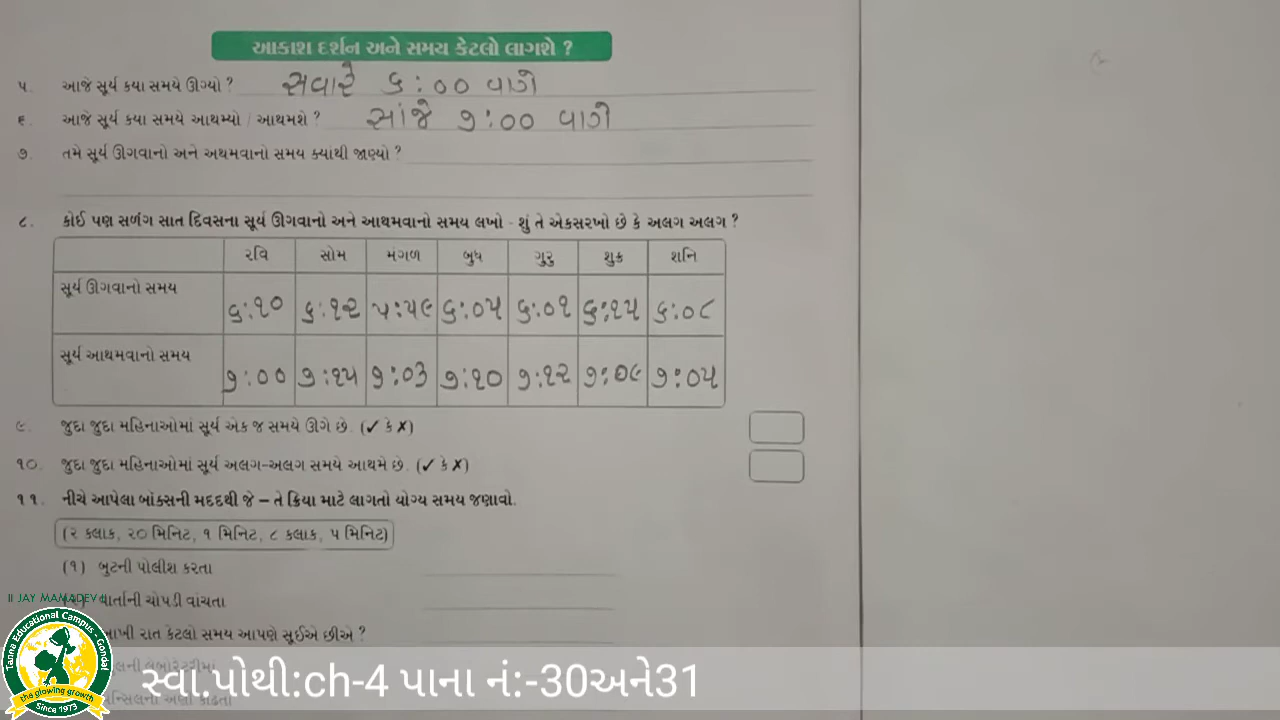 આકાશ દર્શન અને સમય કેટલો લાગશે ?
૫. આજે સૂર્ય કયા સમયે ઊગ્યો ? સવારે ૬:૦૦ વાગે
૬. આજે સૂર્ય કયા સમયે આથમ્યો / આથમશે ? સાંજે ૭:૦૦ વાગે
૭. તમે સૂર્ય ઊગવાનો અને અથમવાનો સમય ક્યાંથી જાણ્યો ?
૮. કોઈ પણ સળંગ સાત દિવસના સૂર્ય ઊગવાનો અને આથમવાનો સમય લખો - શું તે એકસરખો છે કે અલગ અલગ ?
રવિ સોમ મંગળ બુધ ગુરુ શુક્ર શનિ
સૂર્ય ઊગવાનો સમય ૬:૧૦ ૬:૧૨ ૫:૫૯ ૬:૦૫ ૬:૦૧ ૬:૧૫ ૬:૦૮
સૂર્ય આથમવાનો સમય ૭:૦૦ ૭:૧૫ ૭:૦૩ ૭:૧૦ ૭:૧૨ ૭:૦૯ ૭:૦૫
૯. જુદા જુદા મહિનાઓમાં સૂર્ય એક જ સમયે ઊગે છે. (✓ કે ✗)
૧૦. જુદા જુદા મહિનાઓમાં સૂર્ય અલગ-અલગ સમયે આથમે છે. (✓ કે ✗)
૧૧. નીચે આપેલા બોક્સની મદદથી જે – તે ક્રિયા માટે લાગતો યોગ્ય સમય જણાવો.
(૨ કલાક, ૨૦ મિનિટ, ૧ મિનિટ, ૮ કલાક, ૫ મિનિટ)
(૧) બુટની પોલીશ કરતા
વાર્તાની ચોપડી વાંચતા
રાત કેટલો સમય આપણે સૂઈએ છીએ ?
II JAY MAMADEV II
Tanna Educational Campus - Gondal
the glowing growth
Since 1973
સ્વા.પોથી:ch-4 પાના નં:-30અને31